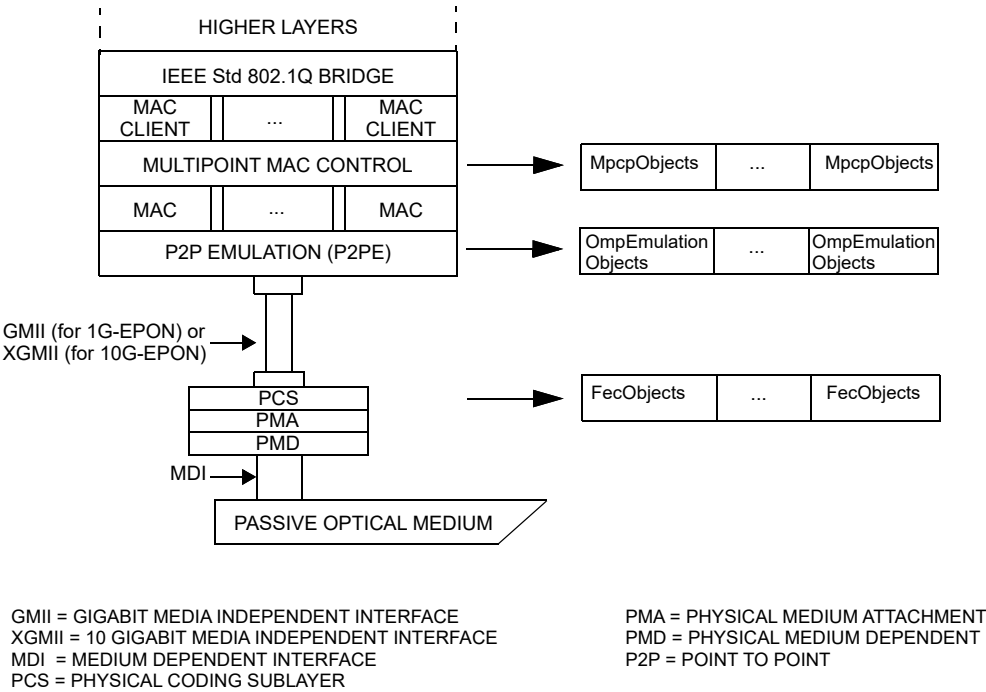 HIGHER LAYERS
IEEE Std 802.1Q BRIDGE
MAC CLIENT
...
MAC CLIENT
MULTIPOINT MAC CONTROL
MpcpObjects
...
MpcpObjects
MAC
...
MAC
P2P EMULATION (P2PE)
OmpEmulation
Objects
...
OmpEmulation
Objects
GMII (for 1G-EPON) or
XGMII (for 10G-EPON)
PCS
PMA
PMD
FecObjects
...
FecObjects
MDI
PASSIVE OPTICAL MEDIUM
GMII = GIGABIT MEDIA INDEPENDENT INTERFACE
XGMII = 10 GIGABIT MEDIA INDEPENDENT INTERFACE
MDI = MEDIUM DEPENDENT INTERFACE
PCS = PHYSICAL CODING SUBLAYER
PMA = PHYSICAL MEDIUM ATTACHMENT
PMD = PHYSICAL MEDIUM DEPENDENT
P2P = POINT TO POINT